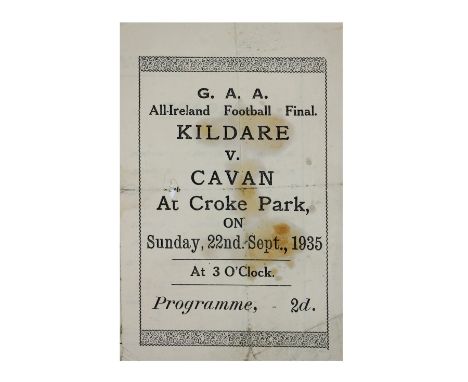 G. A. A.
All-Ireland Football Final.
KILDARE
v.
CAVAN
At Croke Park,
ON
Sunday, 22nd. Sept., 1935
At 3 O'Clock.
Programme, 2d.